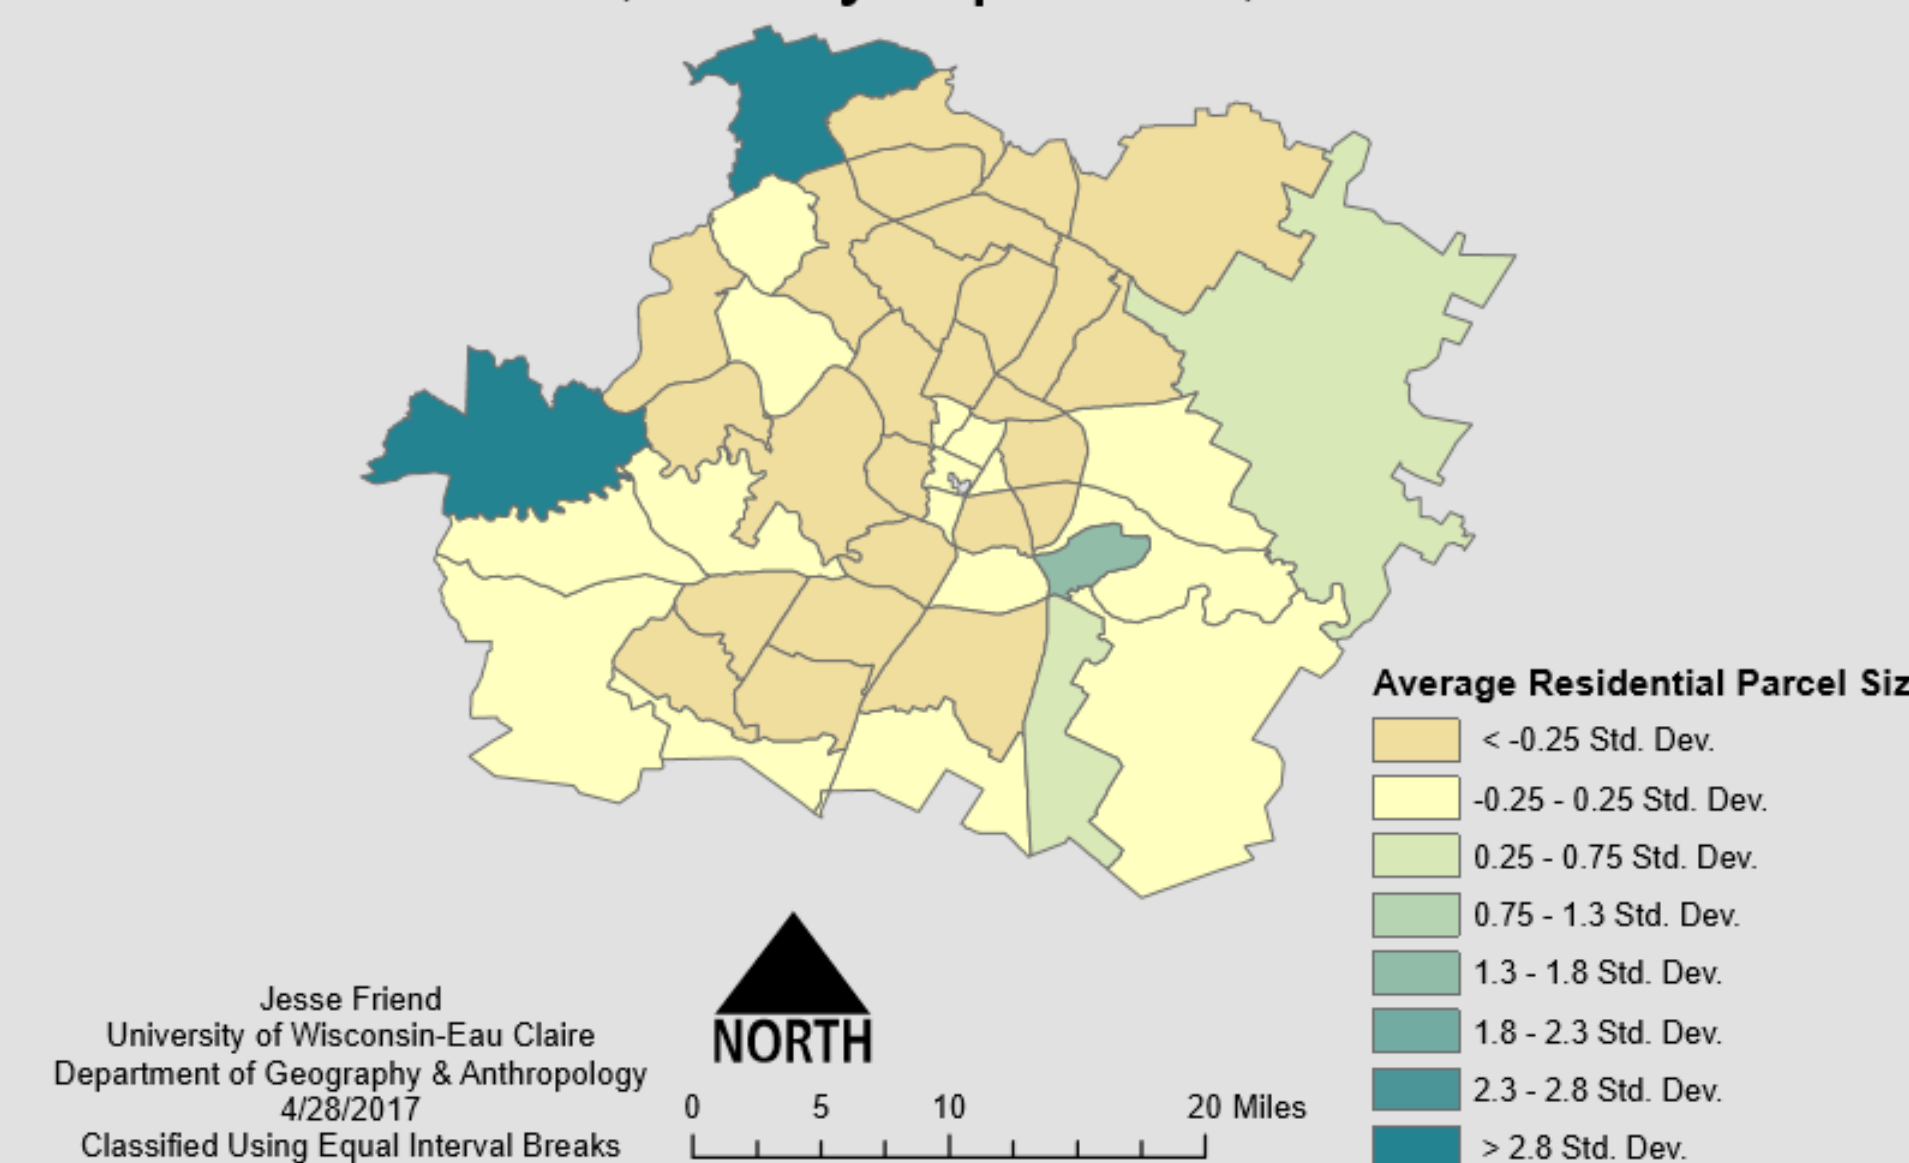 Average Residential Parcel Siz
< -0.25 Std. Dev.
-0.25 - 0.25 Std. Dev.
0.25 - 0.75 Std. Dev.
0.75 - 1.3 Std. Dev.
1.3 - 1.8 Std. Dev.
1.8 - 2.3 Std. Dev.
2.3 - 2.8 Std. Dev.
> 2.8 Std. Dev.
NORTH
Jesse Friend
University of Wisconsin-Eau Claire
Department of Geography & Anthropology
4/28/2017
Classified Using Equal Interval Breaks
0 5 10 20 Miles